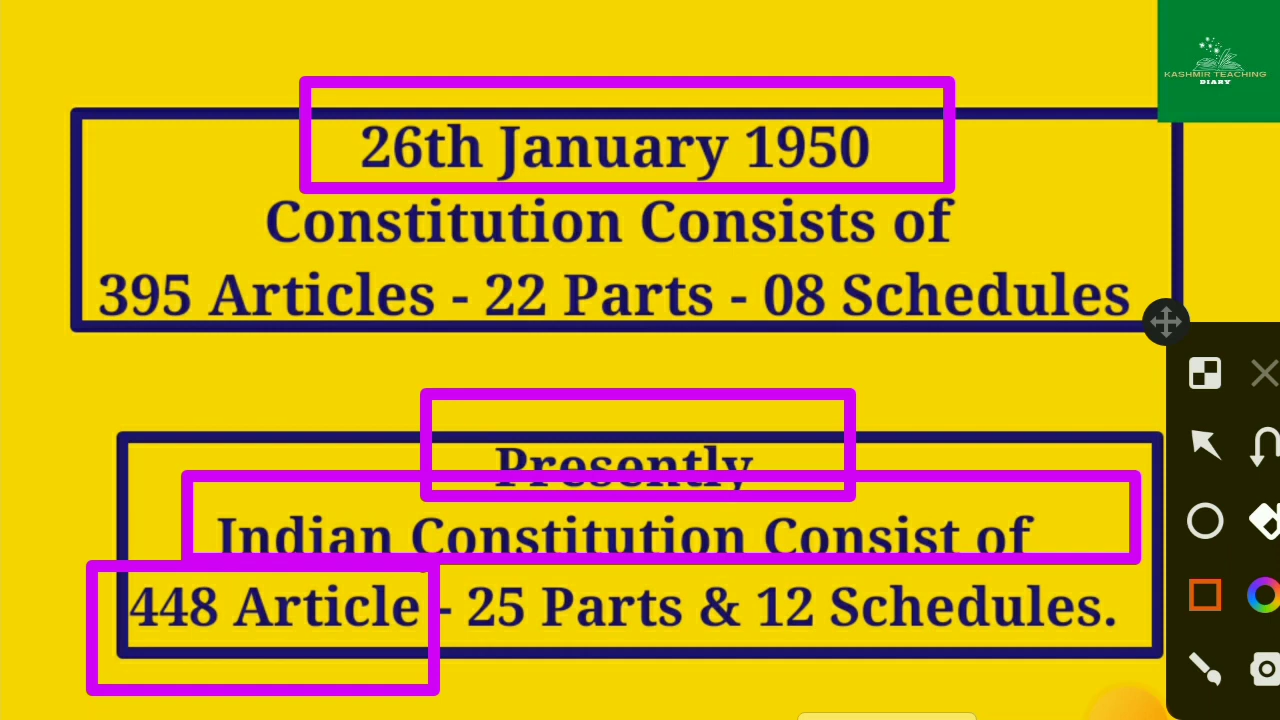 KASHMIR TEACHING
DIARY
26th January 1950
Constitution Consists of
395 Articles - 22 Parts - 08 Schedules
Presently
Indian Constitution Consist of
448 Article - 25 Parts & 12 Schedules.